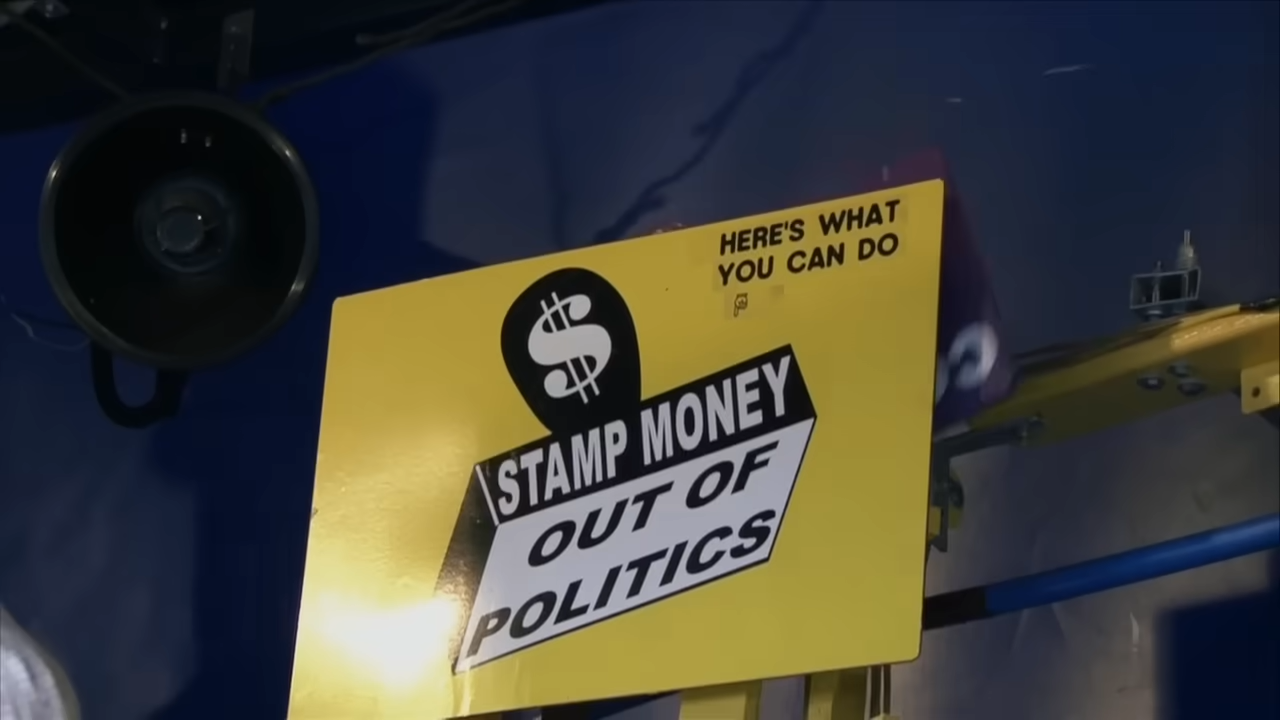 HERE'S WHAT
YOU CAN DO
$
STAMP MONEY
OUT OF
POLITICS